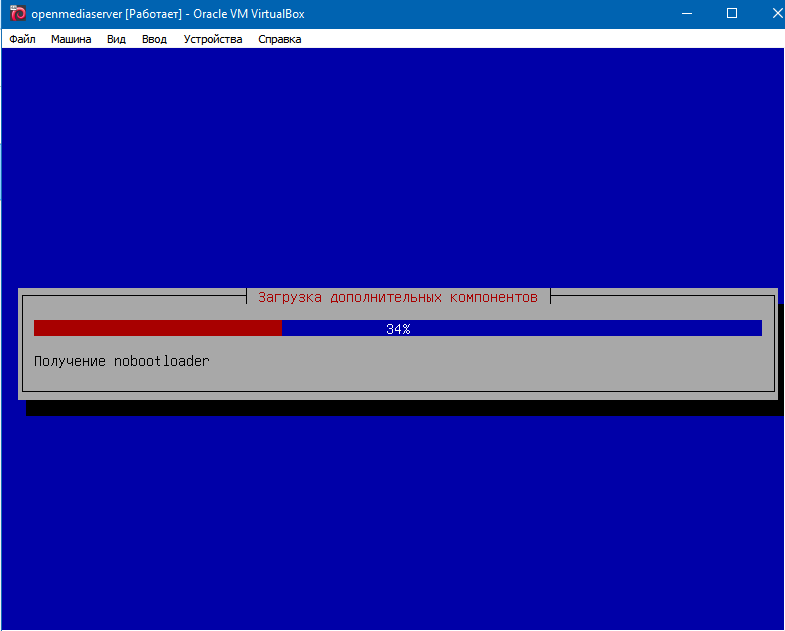 openmediaserver [Работает] - Oracle VM VirtualBox
Файл Машина Вид Ввод Устройства Справка
Загрузка дополнительных компонентов
34%
Получение nobootloader